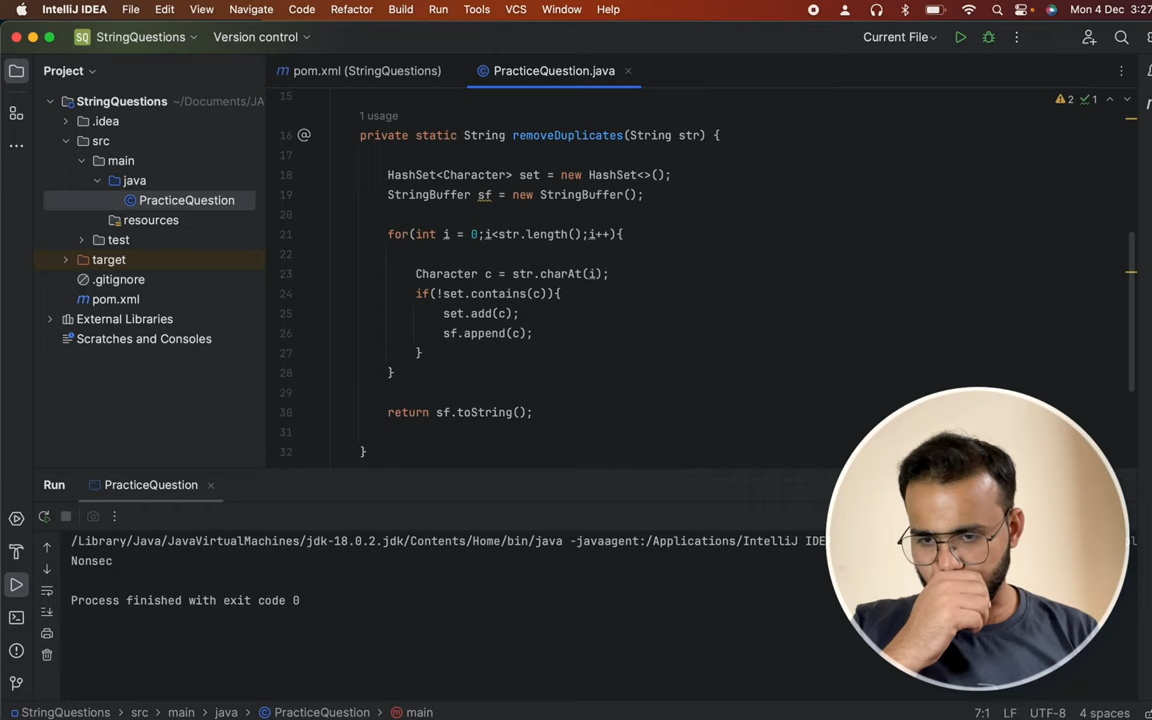 IntelliJ IDEA File Edit View Navigate Code Refactor Build Run Tools VCS Window Help Mon 4 Dec 3:27
SQ StringQuestions Version control Current File
Project
pom.xml (StringQuestions) PracticeQuestion.java
StringQuestions ~/Documents/JA
.idea
src
main
java
PracticeQuestion
resources
test
target
.gitignore
pom.xml
External Libraries
Scratches and Consoles
2 1
15
1 usage
16 @ private static String removeDuplicates(String str) {
17
18 HashSet<Character> set = new HashSet<>();
19 StringBuffer sf = new StringBuffer();
20
21 for(int i = 0;i<str.length();i++){
22
23 Character c = str.charAt(i);
24 if(!set.contains(c)){
25 set.add(c);
26 sf.append(c);
27 }
28 }
29
30 return sf.toString();
31
32 }
Run PracticeQuestion
/Library/Java/JavaVirtualMachines/jdk-18.0.2.jdk/Contents/Home/bin/java -javaagent:/Applications/IntelliJ IDE
Nonsec
Process finished with exit code 0
StringQuestions › src › main › java › PracticeQuestion › main 7:1 LF UTF-8 4 spaces